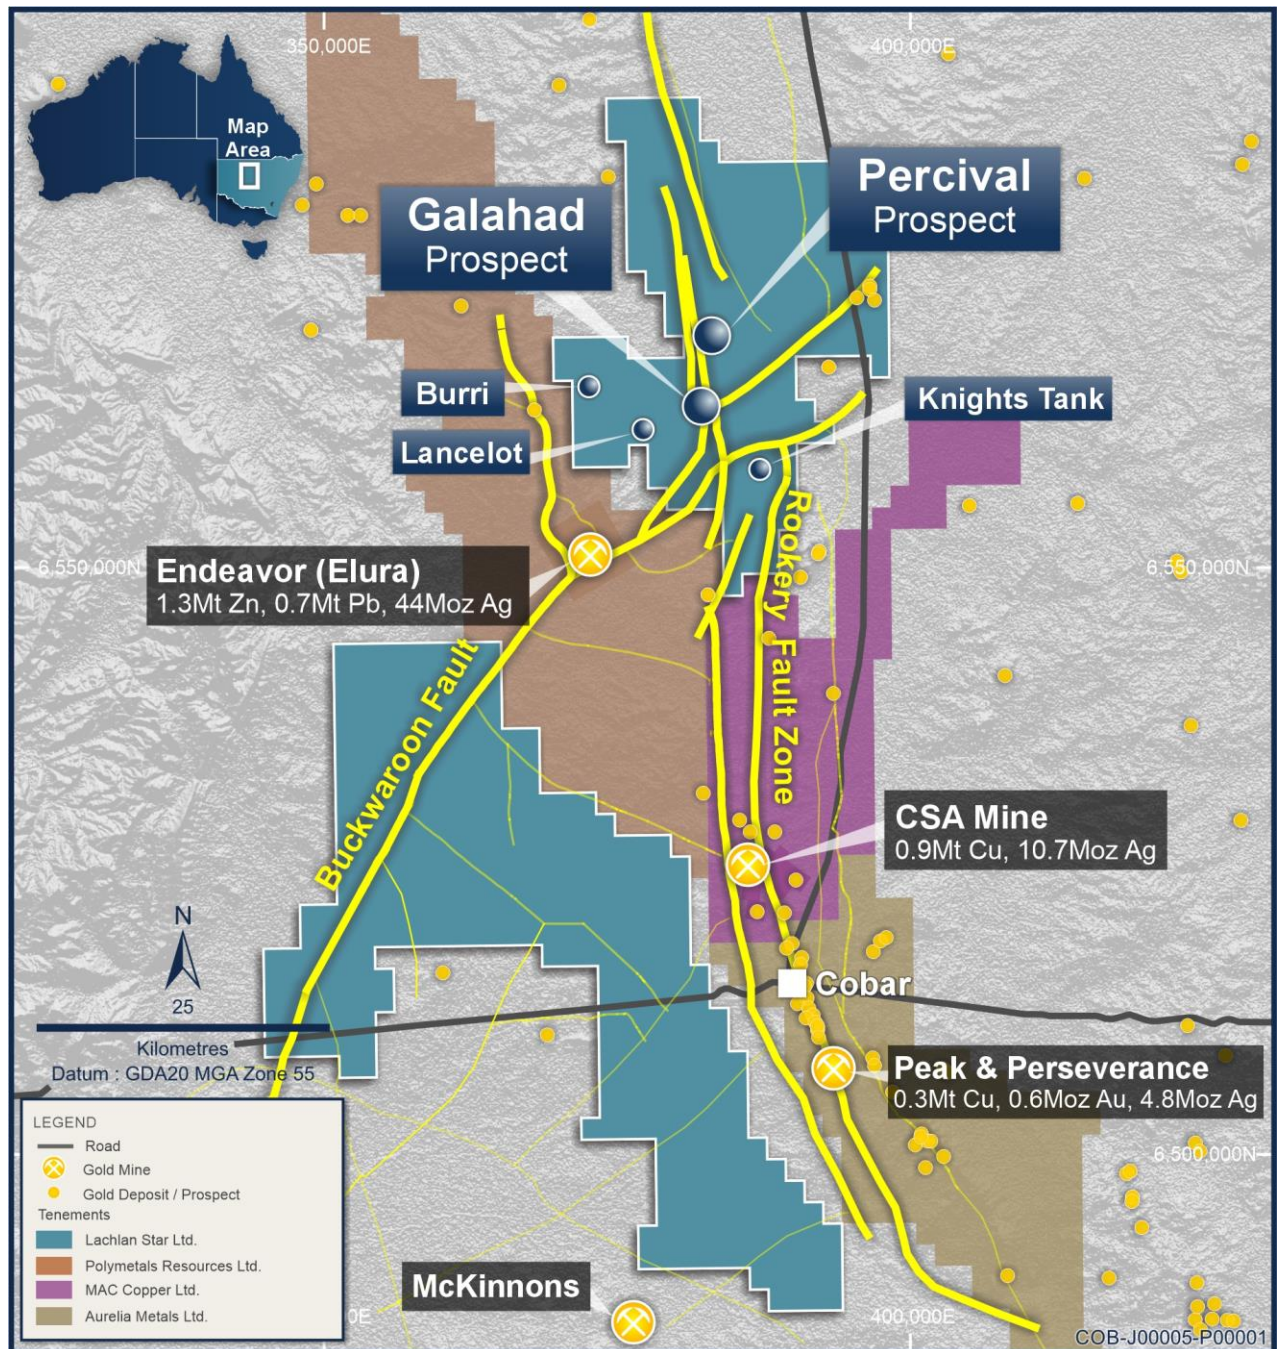 350,000E
400,000E
Map
Area
Percival
Prospect
Galahad
Prospect
Burri
Knights Tank
Lancelot
Rookery Fault Zone
6,550,000N
6,550,000N
Endeavor (Elura)
1.3Mt Zn, 0.7Mt Pb, 44Moz Ag
Buckwaroon Fault
CSA Mine
0.9Mt Cu, 10.7Moz Ag
N
25
Kilometres
Datum : GDA20 MGA Zone 55
Cobar
Peak & Perseverance
0.3Mt Cu, 0.6Moz Au, 4.8Moz Ag
6,500,000N
LEGEND
Road
Gold Mine
Gold Deposit / Prospect
Tenements
Lachlan Star Ltd.
Polymetals Resources Ltd.
MAC Copper Ltd.
Aurelia Metals Ltd.
McKinnons
400,000E
COB-J00005-P00001